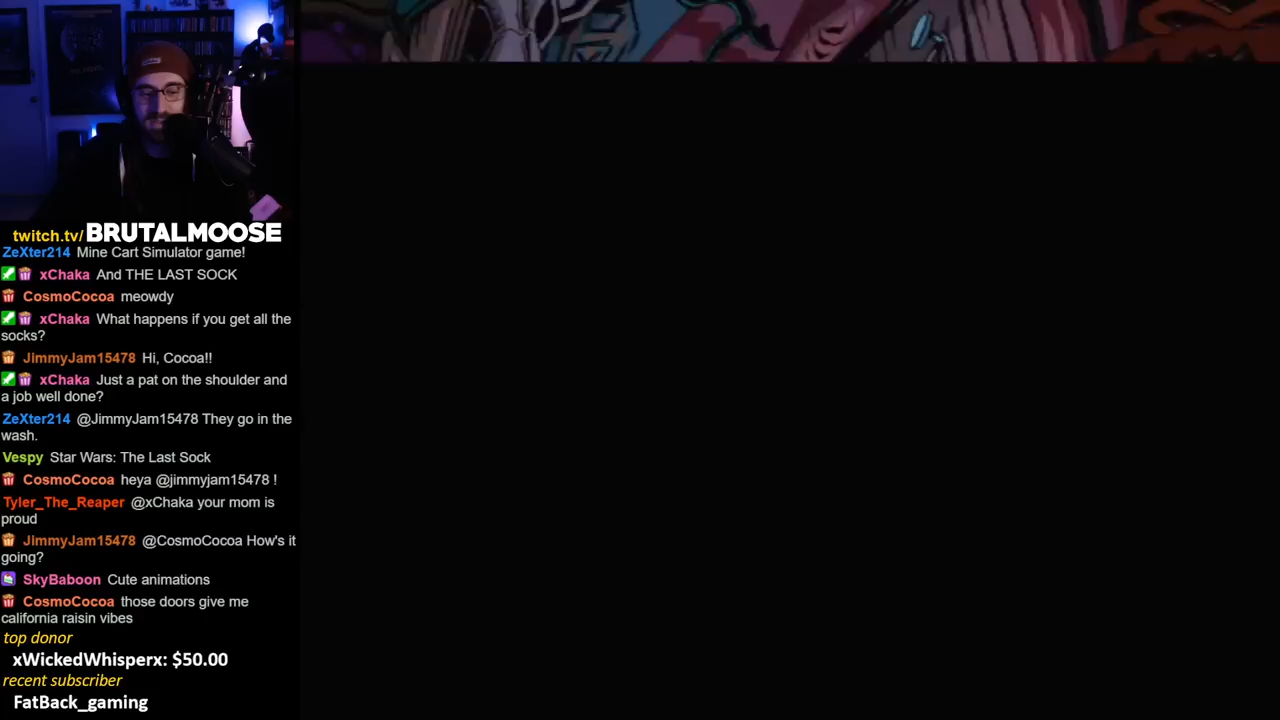 twitch.tv/BRUTALMOOSE
ZeXter214 Mine Cart Simulator game!
xChaka And THE LAST SOCK
CosmoCocoa meowdy
xChaka What happens if you get all the
socks?
JimmyJam15478 Hi, Cocoa!!
xChaka Just a pat on the shoulder and
a job well done?
ZeXter214 @JimmyJam15478 They go in the
wash.
Vespy Star Wars: The Last Sock
CosmoCocoa heya @jimmyjam15478 !
Tyler_The_Reaper @xChaka your mom is
proud
JimmyJam15478 @CosmoCocoa How's it
going?
SkyBaboon Cute animations
CosmoCocoa those doors give me
california raisin vibes
top donor
xWickedWhisperx: $50.00
recent subscriber
FatBack_gaming